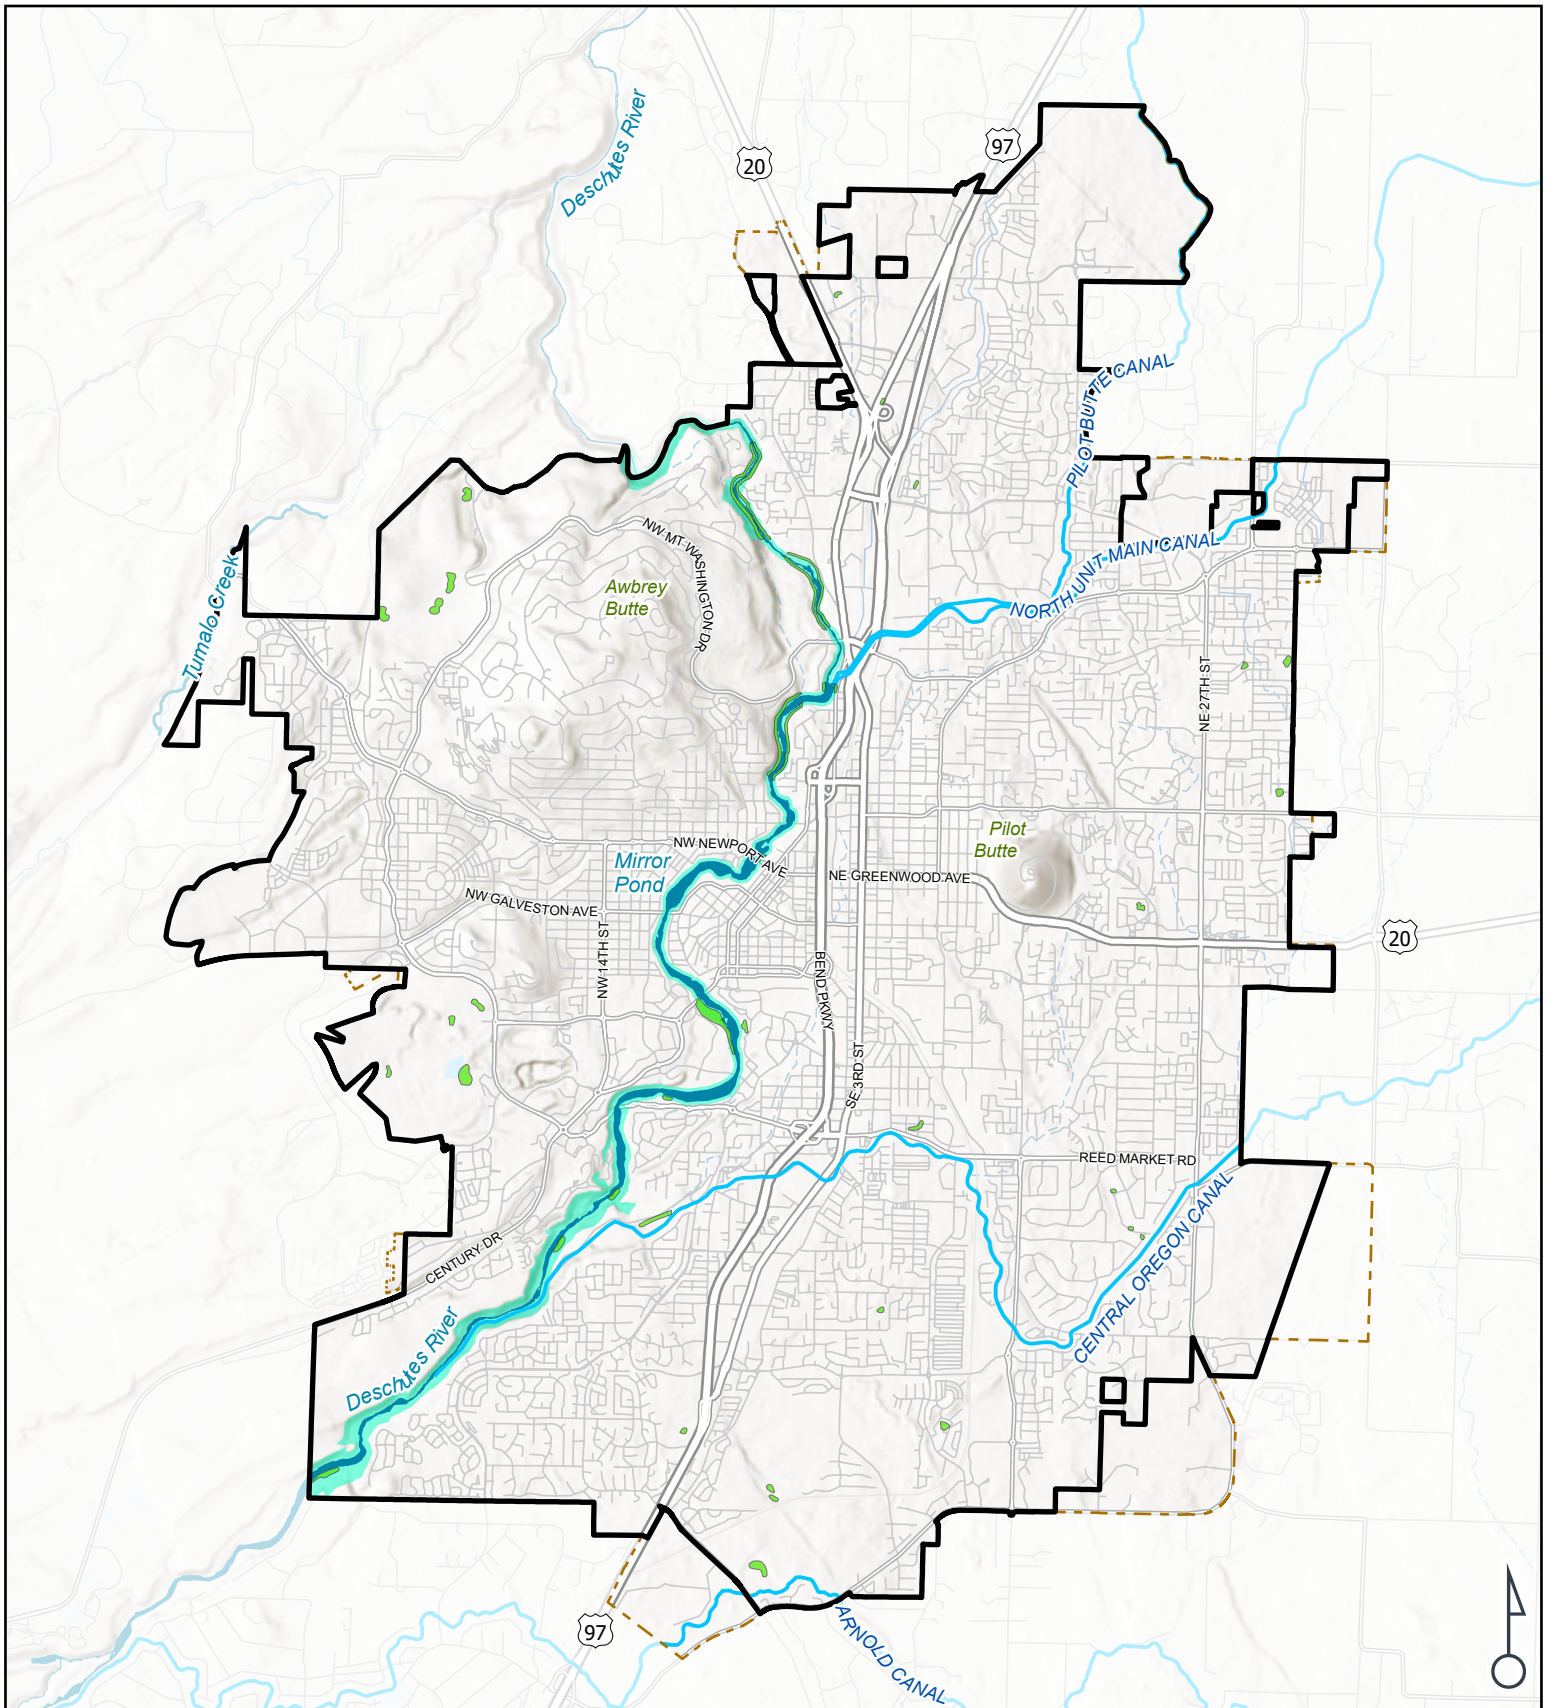 Deschutes River
20
97
PILOT BUTTE CANAL
NW MT WASHINGTON DR
Tumalo Creek
Awbrey
Butte
NORTH UNIT MAIN CANAL
NE 27TH ST
Pilot
Butte
NW NEWPORT AVE
Mirror
Pond
NE GREENWOOD AVE
NW GALVESTON AVE
NW 14TH ST
20
BEND PKWY
SE 3RD ST
REED MARKET RD
CENTURY DR
CENTRAL OREGON CANAL
Deschutes River
97
ARNOLD CANAL